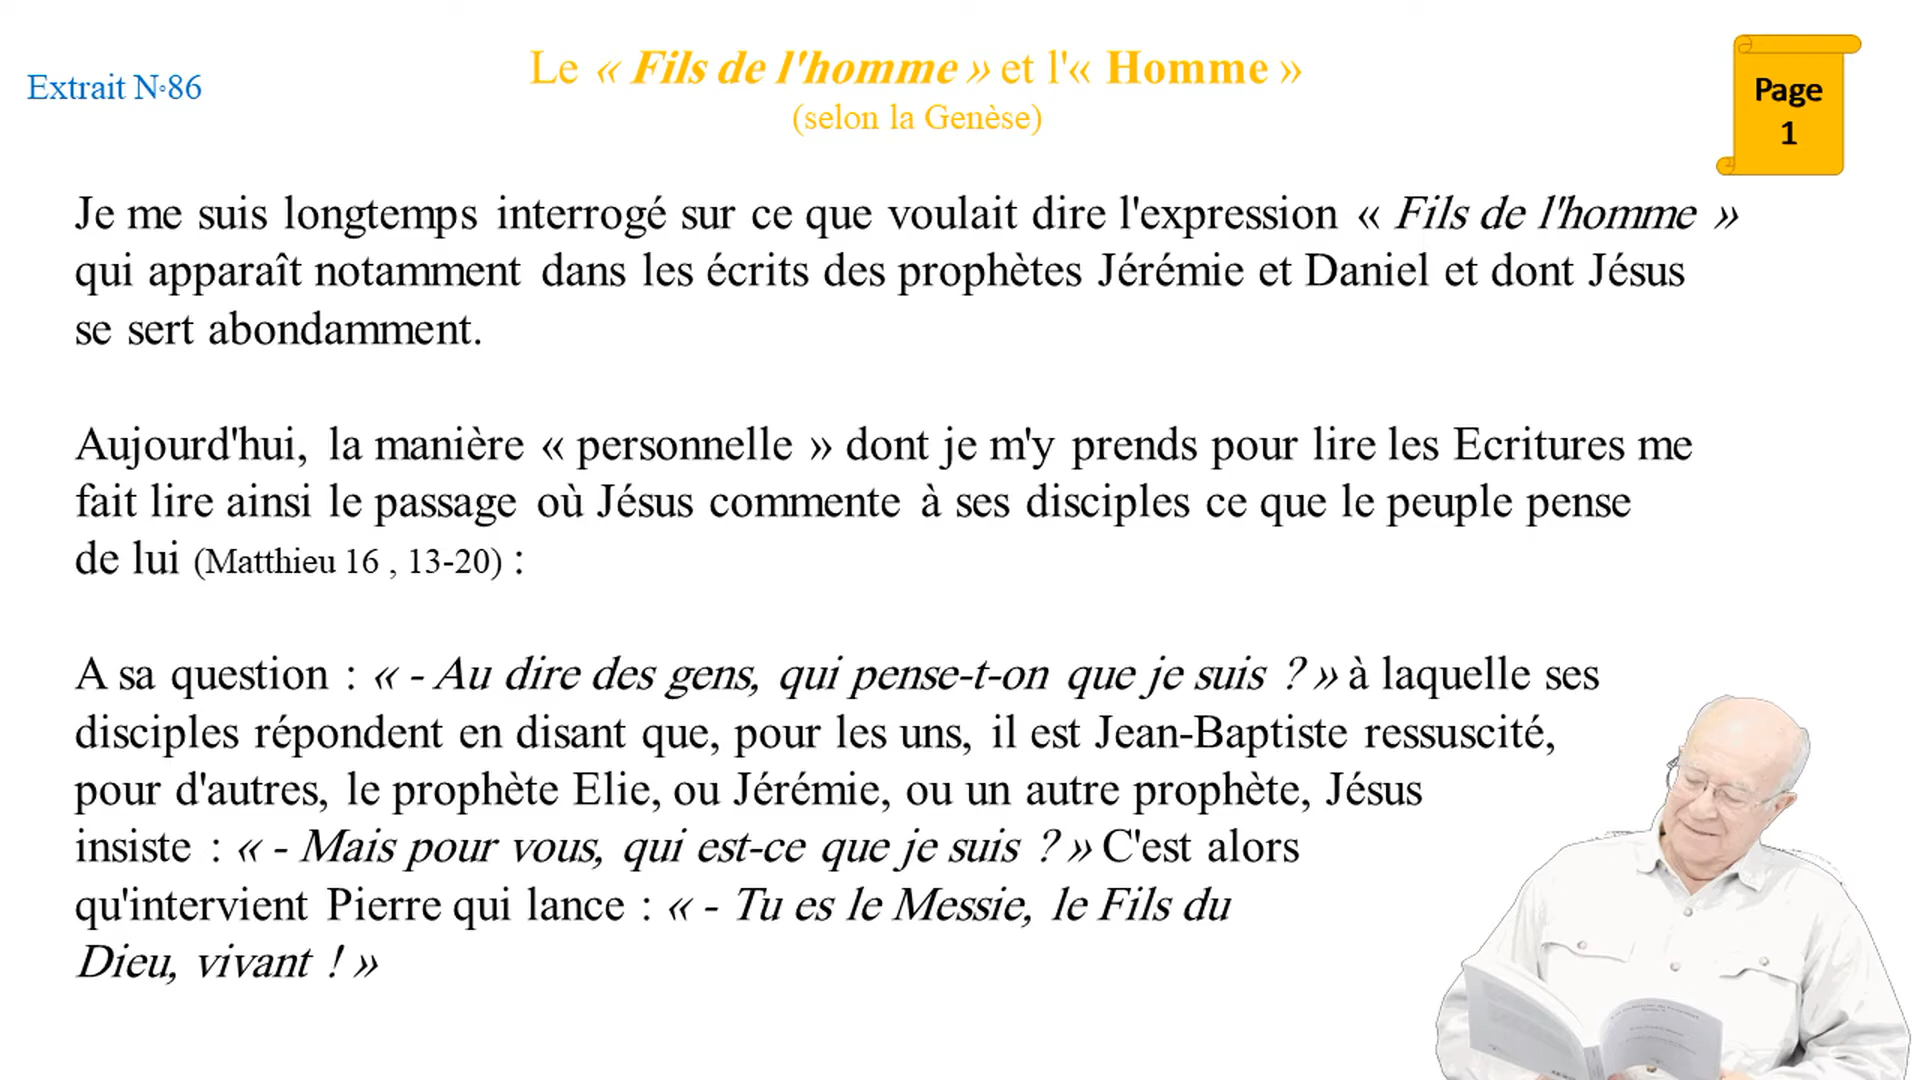 Extrait N°86
Le « Fils de l'homme » et l'« Homme »
(selon la Genèse)
Page
1
Je me suis longtemps interrogé sur ce que voulait dire l'expression « Fils de l'homme »
qui apparaît notamment dans les écrits des prophètes Jérémie et Daniel et dont Jésus
se sert abondamment.
Aujourd'hui, la manière « personnelle » dont je m'y prends pour lire les Ecritures me
fait lire ainsi le passage où Jésus commente à ses disciples ce que le peuple pense
de lui (Matthieu 16 , 13-20) :
A sa question : « - Au dire des gens, qui pense-t-on que je suis ? » à laquelle ses
disciples répondent en disant que, pour les uns, il est Jean-Baptiste ressuscité,
pour d'autres, le prophète Elie, ou Jérémie, ou un autre prophète, Jésus
insiste : « - Mais pour vous, qui est-ce que je suis ? » C'est alors
qu'intervient Pierre qui lance : « - Tu es le Messie, le Fils du
Dieu, vivant ! »